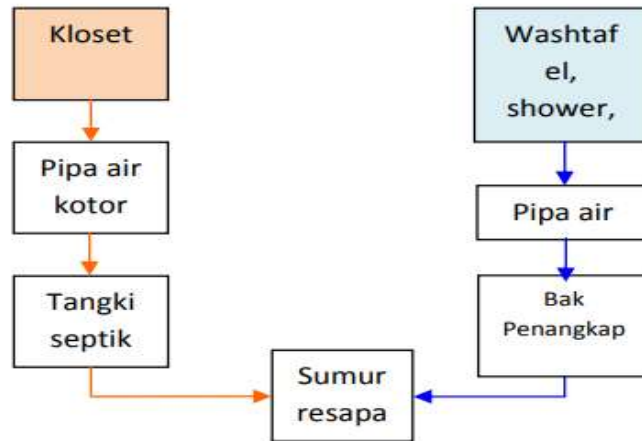 Kloset
Pipa air
kotor
Tangki
septik
Washtaf
el,
shower,
Pipa air
Bak
Penangkap
Sumur
resapa